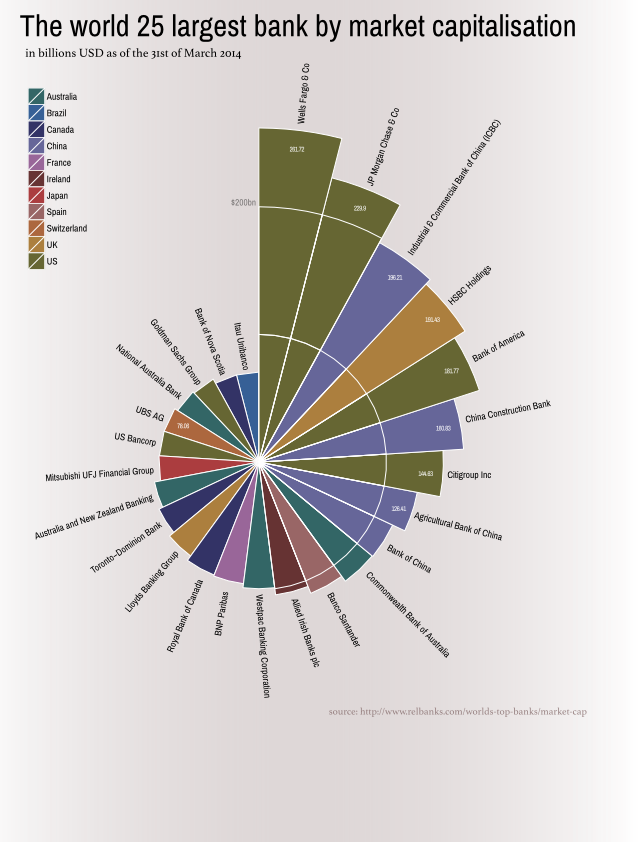 The world 25 largest bank by market capitalisation
in billions USD as of the 31st of March 2014
Australia
Brazil
Canada
China
France
Ireland
Japan
Spain
Switzerland
UK
US
$200bn
Wells Fargo & Co
261.72
JP Morgan Chase & Co
229.9
Industrial & Commercial Bank of China (ICBC)
196.21
HSBC Holdings
191.43
Bank of America
181.77
China Construction Bank
160.83
Citigroup Inc
144.63
Agricultural Bank of China
126.41
Bank of China
Commonwealth Bank of Australia
Banco Santander
Allied Irish Banks plc
Westpac Banking Corporation
BNP Paribas
Royal Bank of Canada
Lloyds Banking Group
Toronto–Dominion Bank
Australia and New Zealand Banking
Mitsubishi UFJ Financial Group
US Bancorp
UBS AG
78.08
National Australia Bank
Goldman Sachs Group
Bank of Nova Scotia
Itau Unibanco
source: http://www.relbanks.com/worlds-top-banks/market-cap